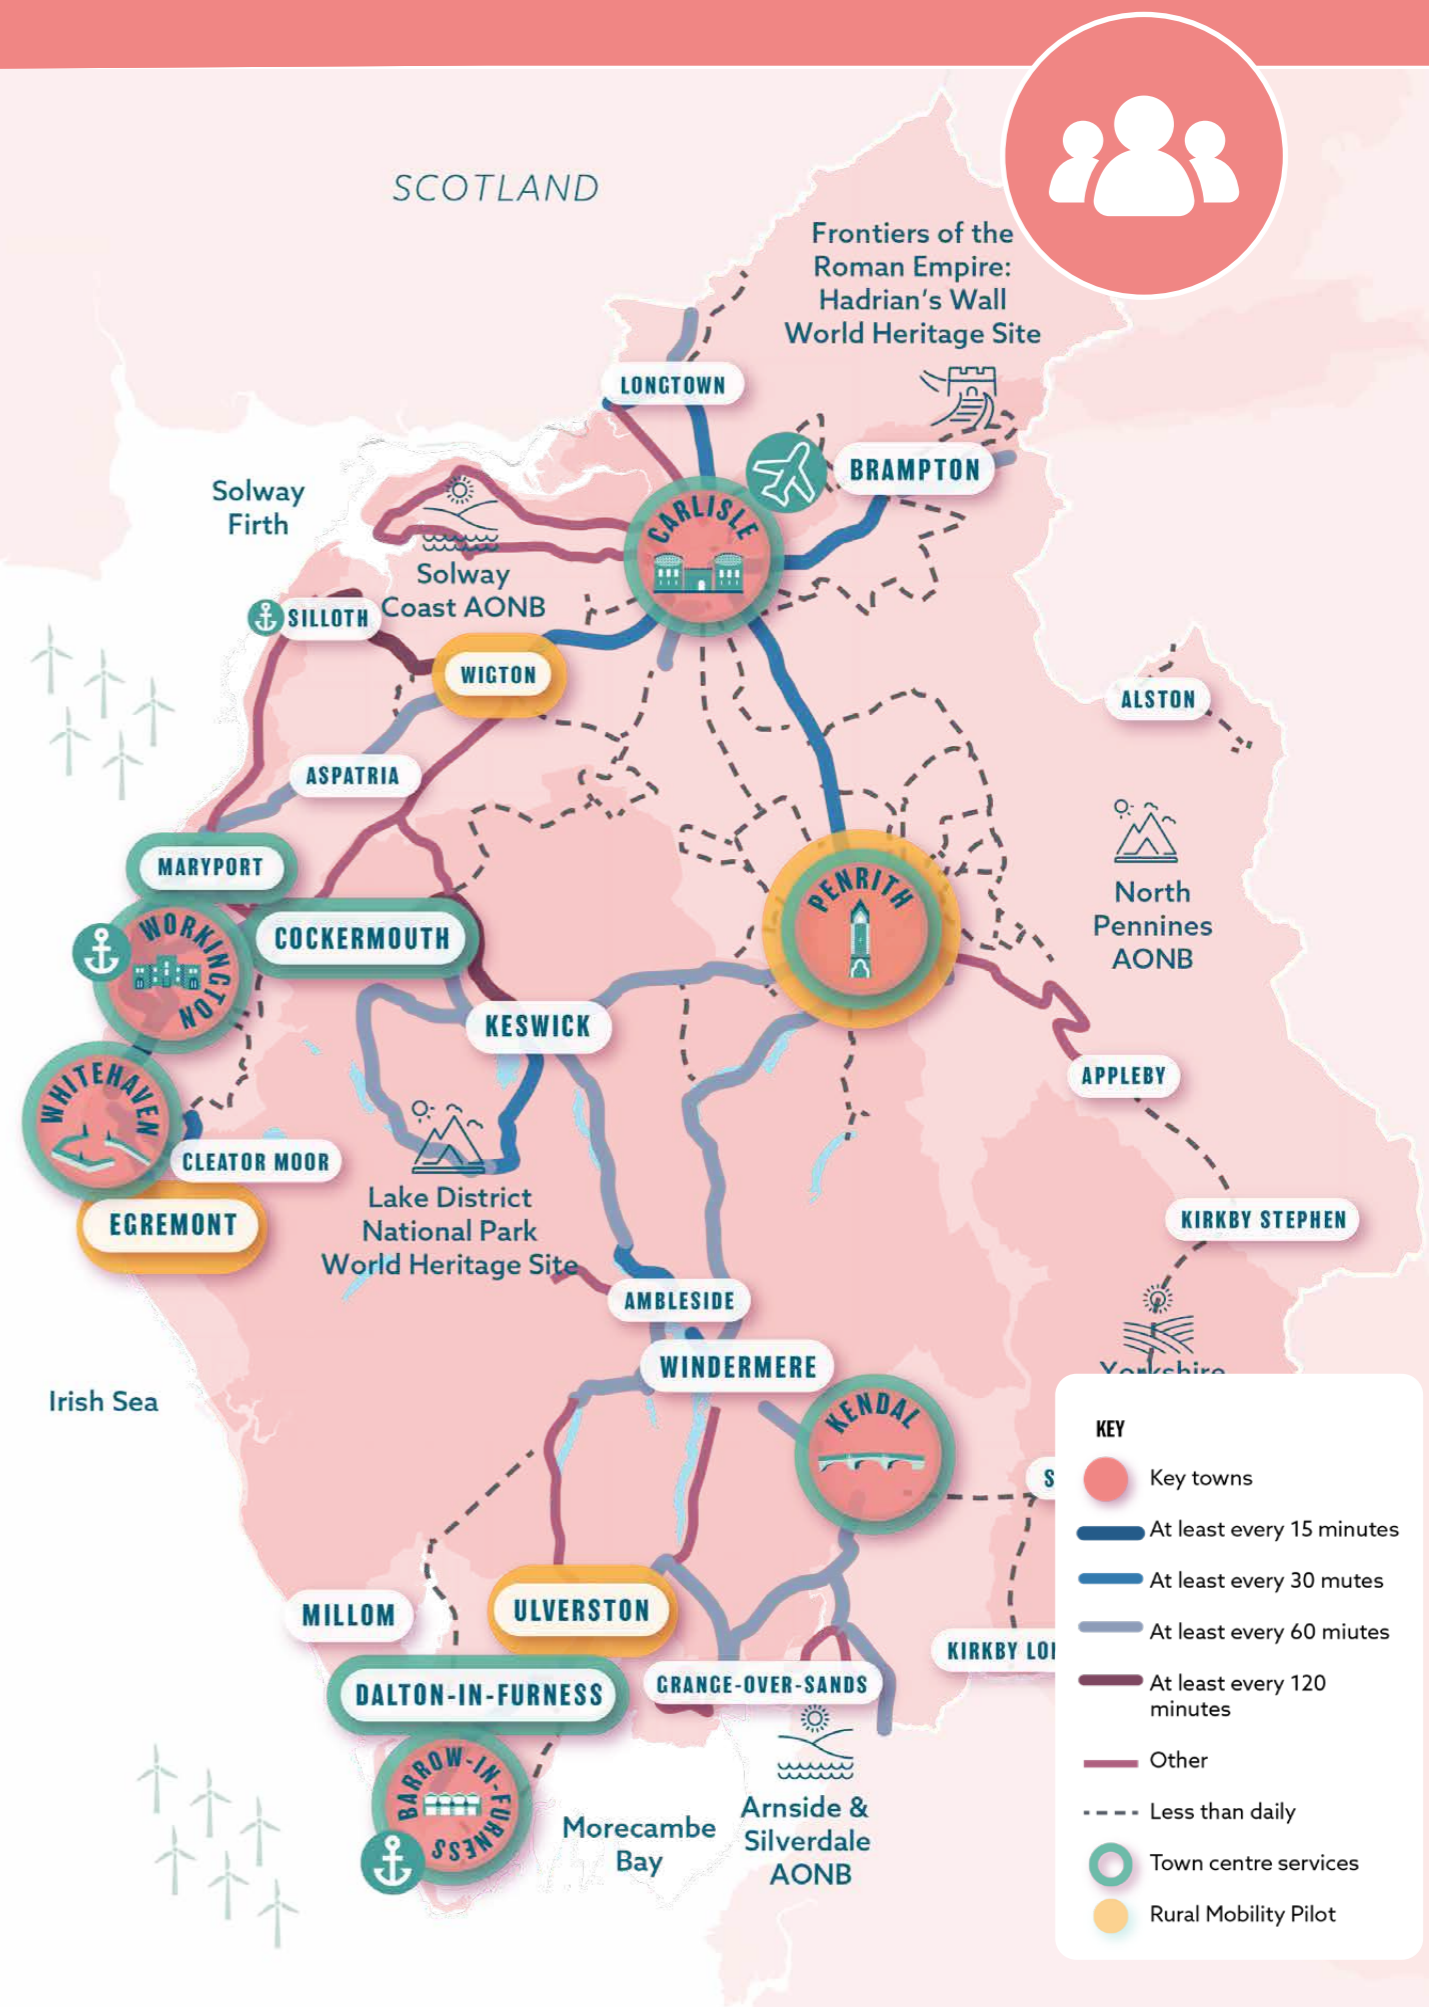 SCOTLAND
Frontiers of the
Roman Empire:
Hadrian's Wall
World Heritage Site
LONGTOWN
BRAMPTON
Solway
Firth
CARLISLE
Solway
Coast AONB
SILLOTH
WIGTON
ALSTON
ASPATRIA
MARYPORT
PENRITH
North
Pennines
AONB
WORKINGTON
COCKERMOUTH
KESWICK
APPLEBY
WHITEHAVEN
CLEATOR MOOR
EGREMONT
Lake District
National Park
World Heritage Site
KIRKBY STEPHEN
AMBLESIDE
WINDERMERE
Yorkshire
Irish Sea
KENDAL
S
MILLOM
ULVERSTON
KIRKBY LO
DALTON-IN-FURNESS
GRANGE-OVER-SANDS
BARROW-IN-FURNESS
Morecambe
Bay
Arnside &
Silverdale
AONB
KEY
Key towns
At least every 15 minutes
At least every 30 mutes
At least every 60 miutes
At least every 120
minutes
Other
Less than daily
Town centre services
Rural Mobility Pilot